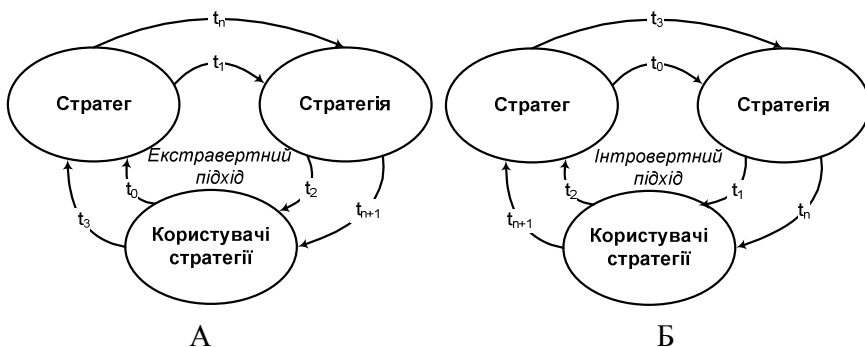 tn
t1
Стратег
Стратегія
Екстравертний
підхід
t0
t2
t3
tn+1
Користувачі
стратегії
А
t3
t0
Стратег
Стратегія
Інтровертний
підхід
t2
t1
tn+1
tn
Користувачі
стратегії
Б